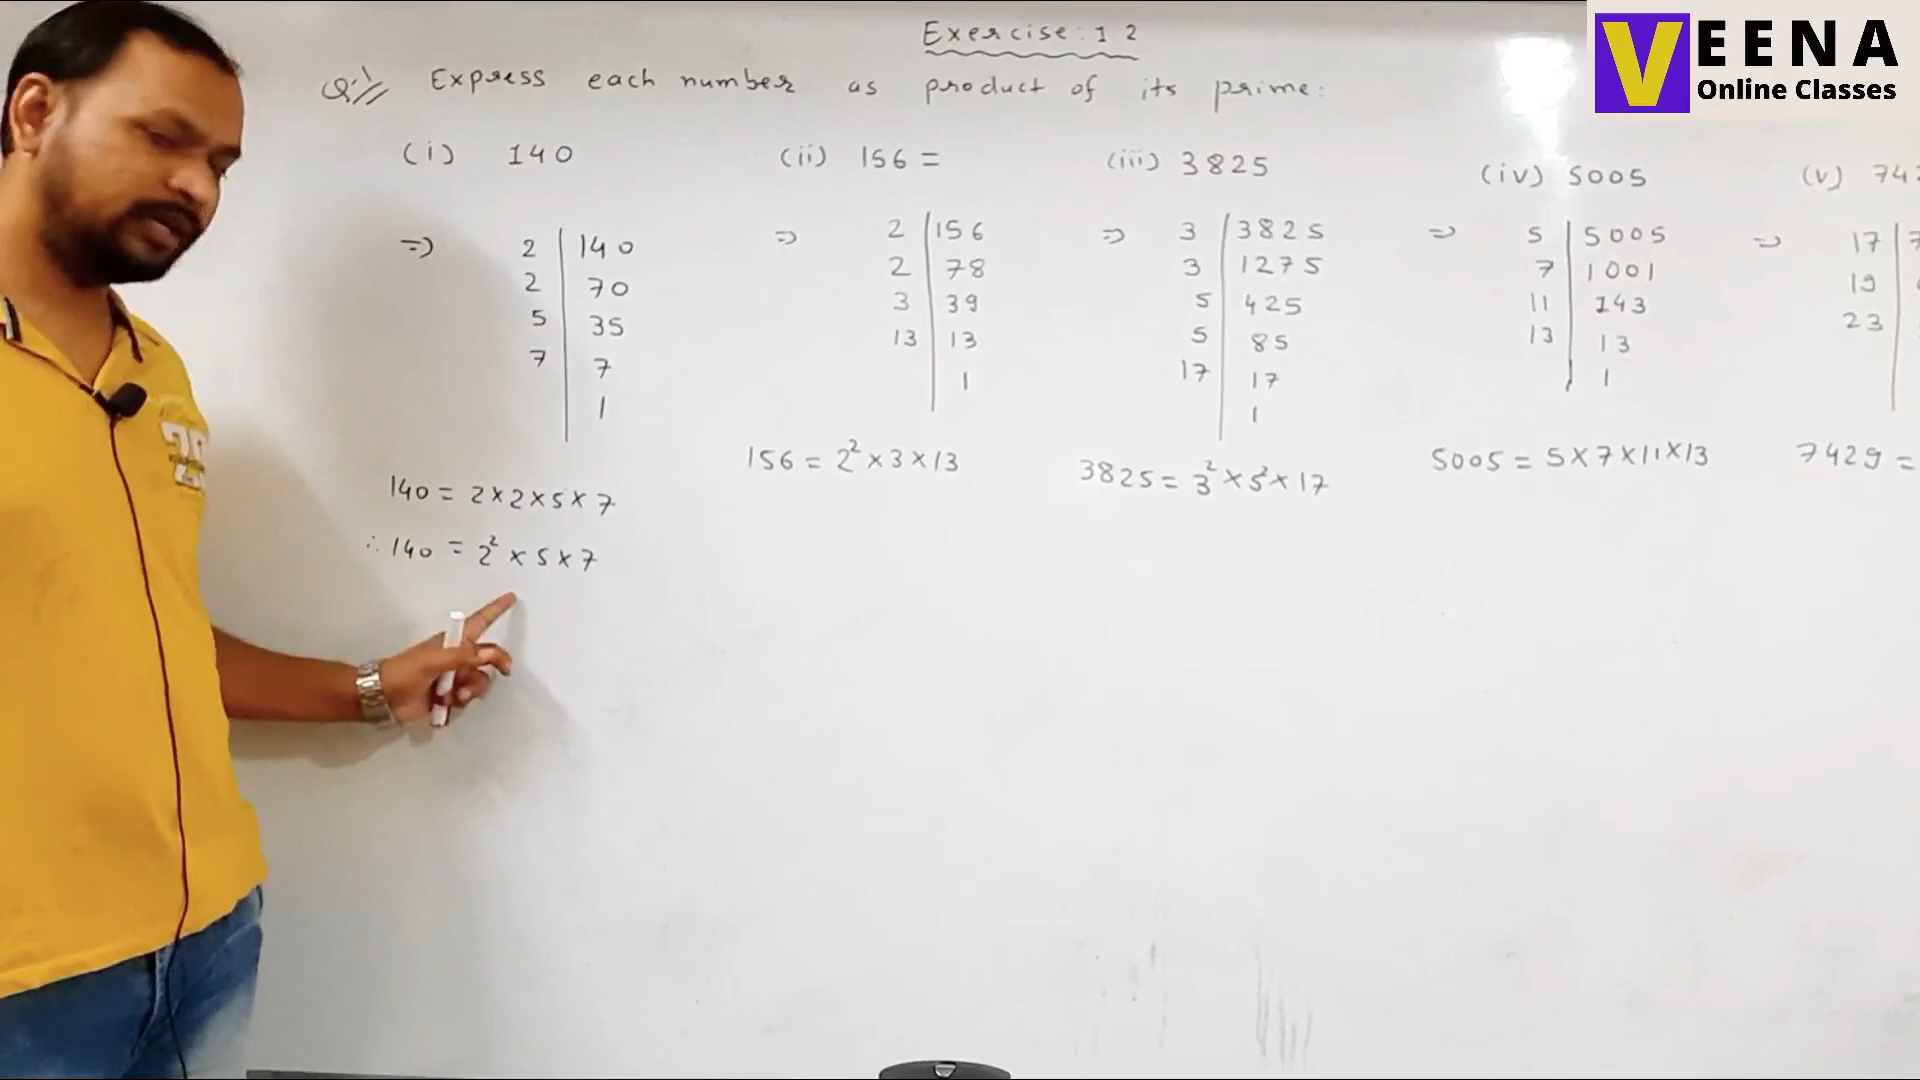 VEENA
Online Classes
Exercise: 1.2
Q.1 Express each number as product of its prime:
(i) 140
(ii) 156 =
(iii) 3825
(iv) 5005
(v) 74
=> 2 | 140
2 | 70
5 | 35
7 | 7
1
140 = 2×2×5×7
∴ 140 = 2² × 5 × 7
=> 2 | 156
2 | 78
3 | 39
13 | 13
1
156 = 2² × 3 × 13
=> 3 | 3825
3 | 1275
5 | 425
5 | 85
17 | 17
1
3825 = 3² × 5² × 17
=> 5 | 5005
7 | 1001
11 | 143
13 | 13
1
5005 = 5×7×11×13
=> 17 | 7
19
23
7429 =